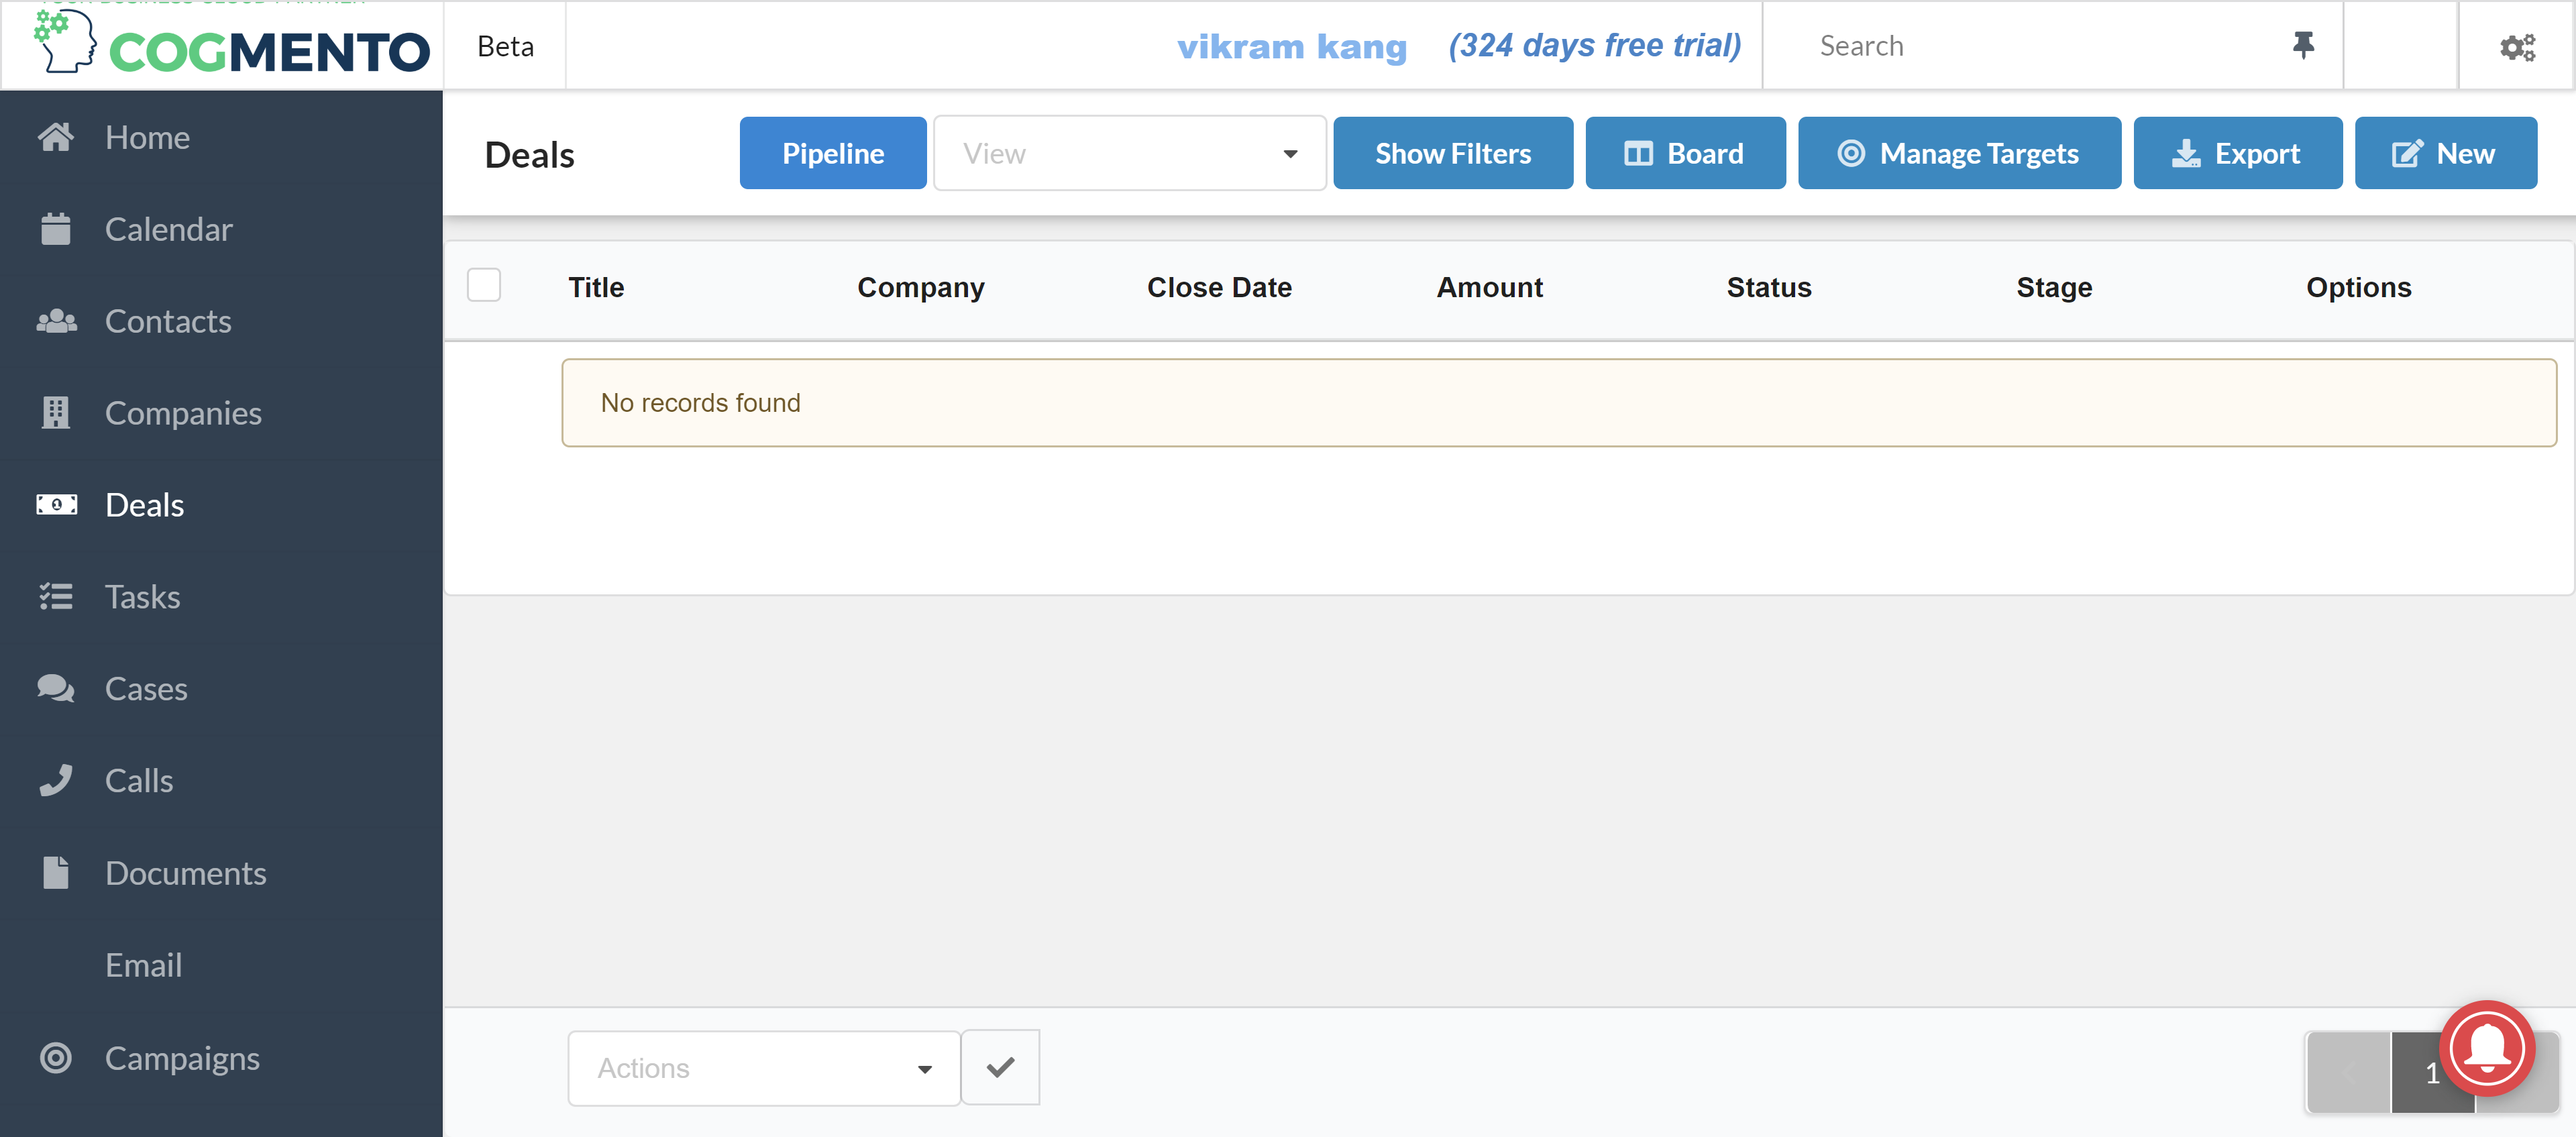 COGMENTO
Beta
vikram kang
(324 days free trial)
Search
Home
Calendar
Contacts
Companies
Deals
Tasks
Cases
Calls
Documents
Email
Campaigns
Deals
Pipeline
View
Show Filters
Board
Manage Targets
Export
New
Title Company Close Date Amount Status Stage Options
No records found
Actions
1